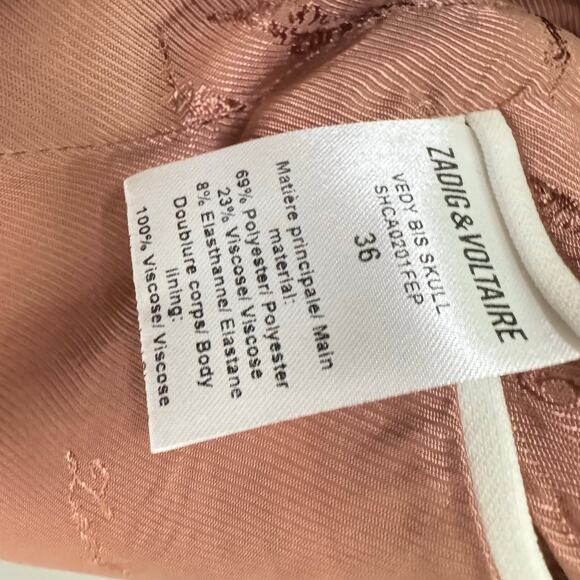 ZADIG & VOLTAIRE
VEDY BIS SKULL
SHCA0201FEP
36
Matière principale/ Main
material:
69% Polyester/ Polyester
23% Viscose/ Viscose
8% Elasthanne/ Elastane
Doublure corps/ Body
lining:
100% Viscose/ Viscose